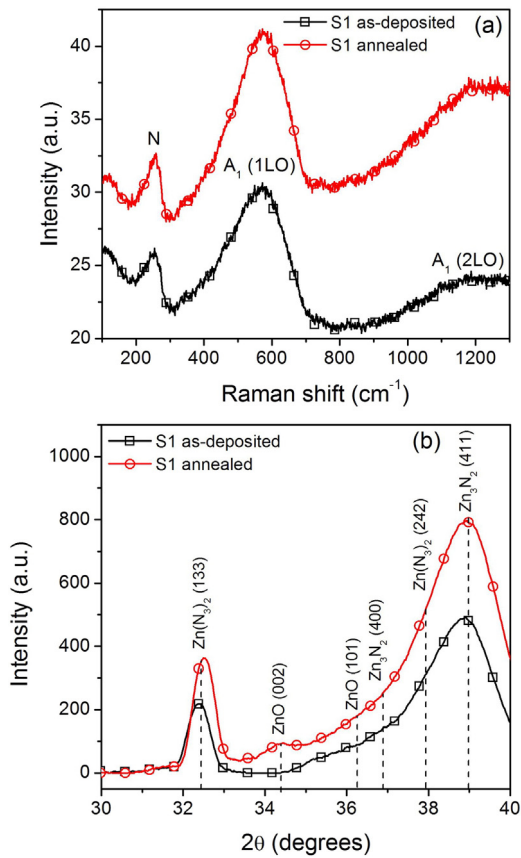 S1 as-deposited
S1 annealed
(a)
N
A₁ (1LO)
A₁ (2LO)
40
35
30
25
20
Intensity (a.u.)
200 400 600 800 1000 1200
Raman shift (cm⁻¹)
S1 as-deposited
S1 annealed
(b)
Zn(N₃)₂ (133)
ZnO (002)
ZnO (101)
Zn₃N₂ (400)
Zn(N₃)₂ (242)
Zn₃N₂ (411)
1000
800
600
400
200
0
Intensity (a.u.)
30 32 34 36 38 40
2θ (degrees)